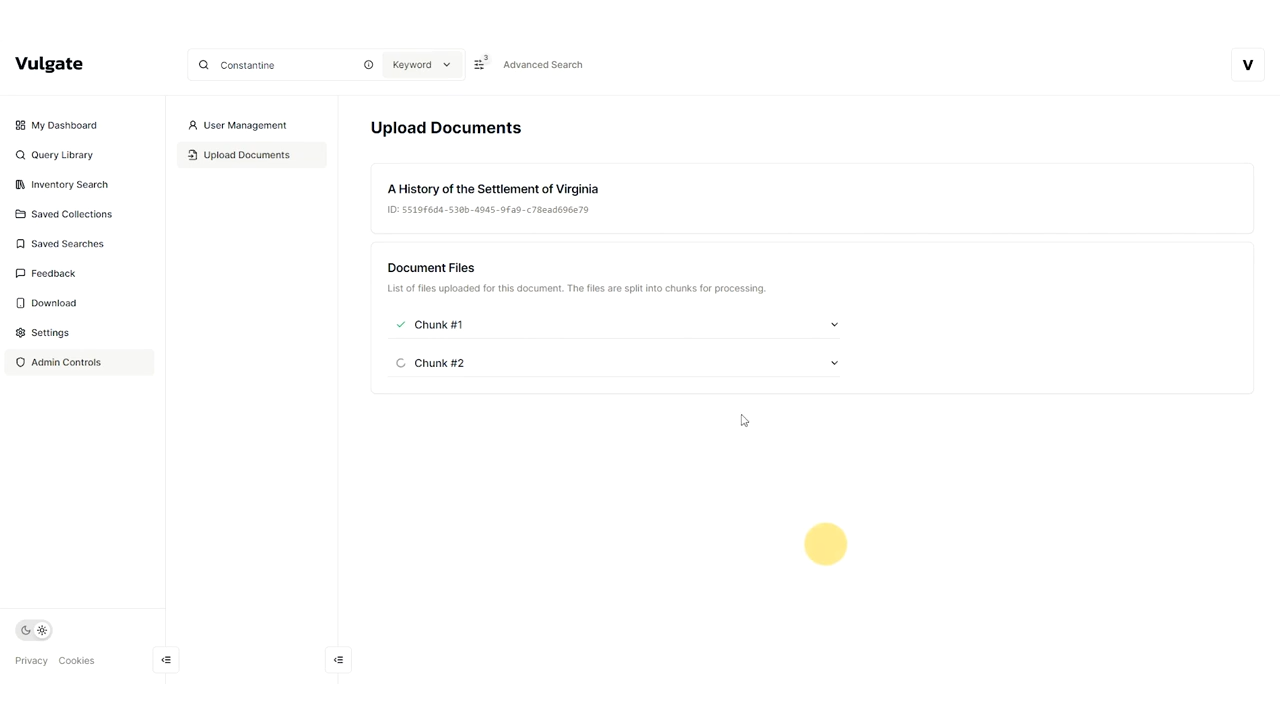 Vulgate
Constantine
Keyword
3
Advanced Search
V
My Dashboard
Query Library
Inventory Search
Saved Collections
Saved Searches
Feedback
Download
Settings
Admin Controls
Privacy Cookies
User Management
Upload Documents
Upload Documents
A History of the Settlement of Virginia
ID: 5519f6d4-530b-4945-9fa9-c78ead696e79
Document Files
List of files uploaded for this document. The files are split into chunks for processing.
Chunk #1
Chunk #2